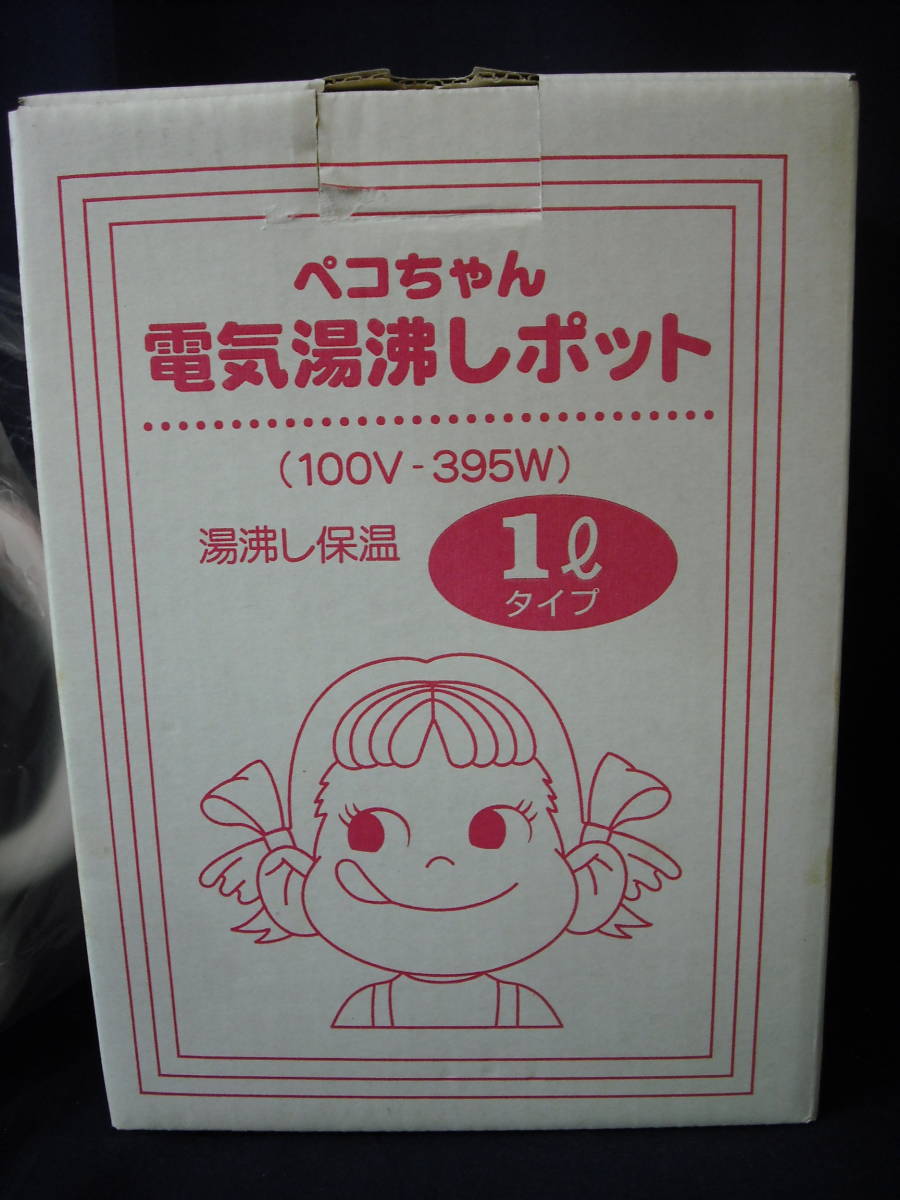 ペコちゃん
電気湯沸しポット
(100V-395W)
湯沸し保温
1ℓ
タイプ